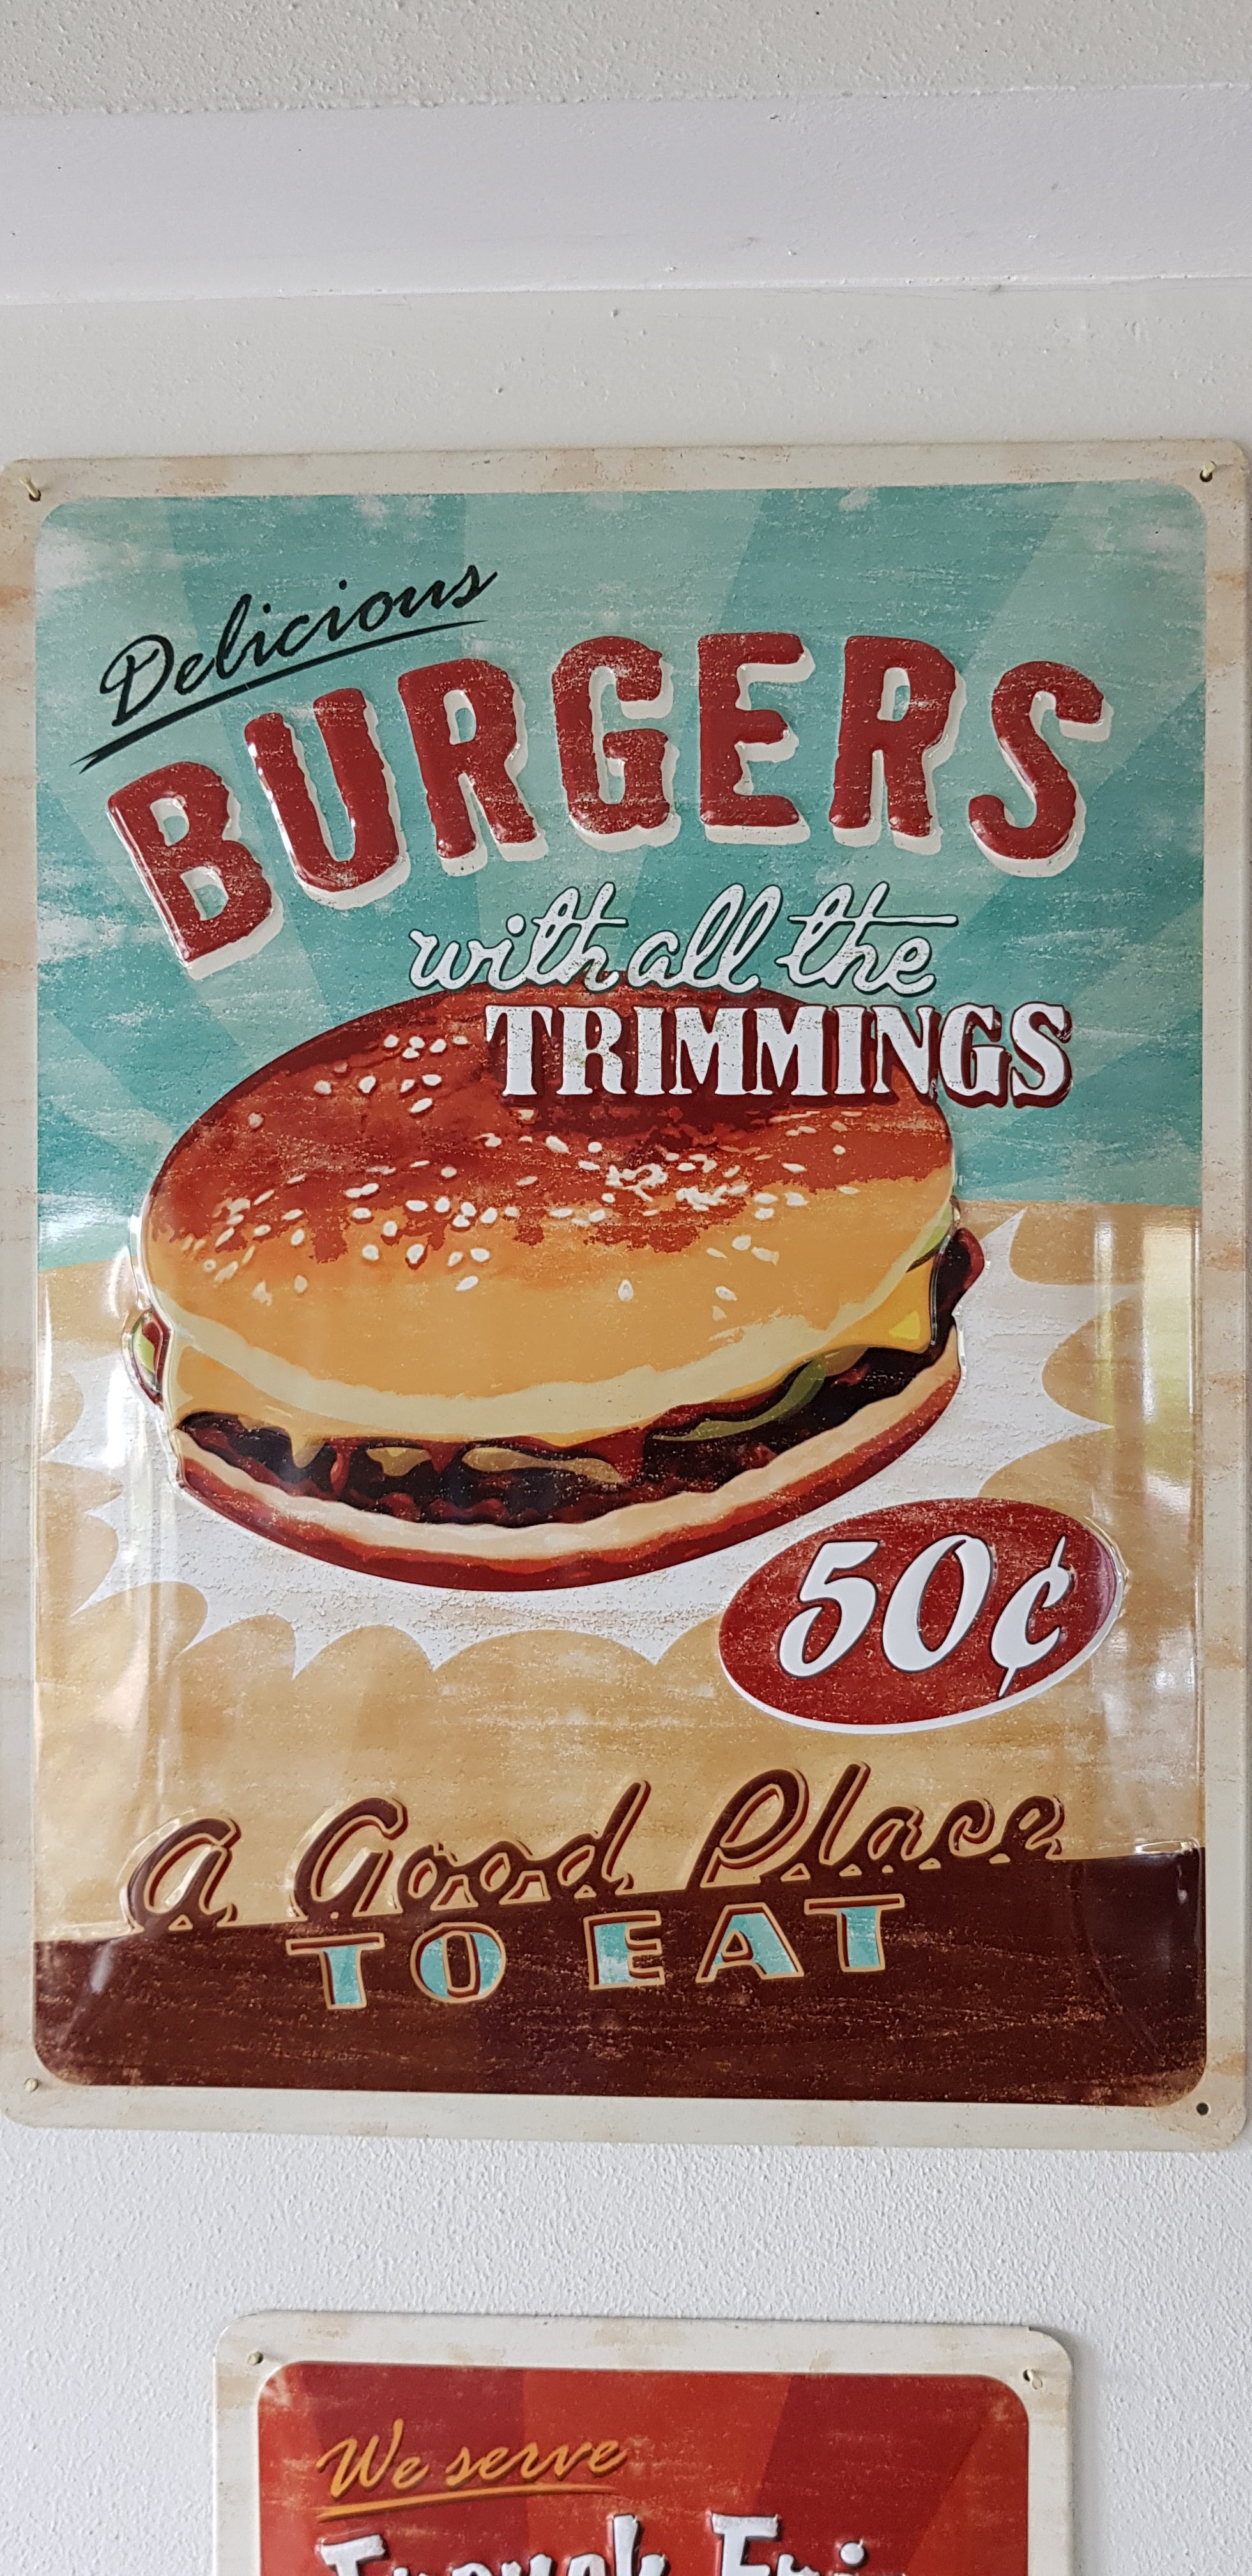 Delicious
BURGERS
with all the
TRIMMINGS
50¢
A Good Place
TO EAT
We serve